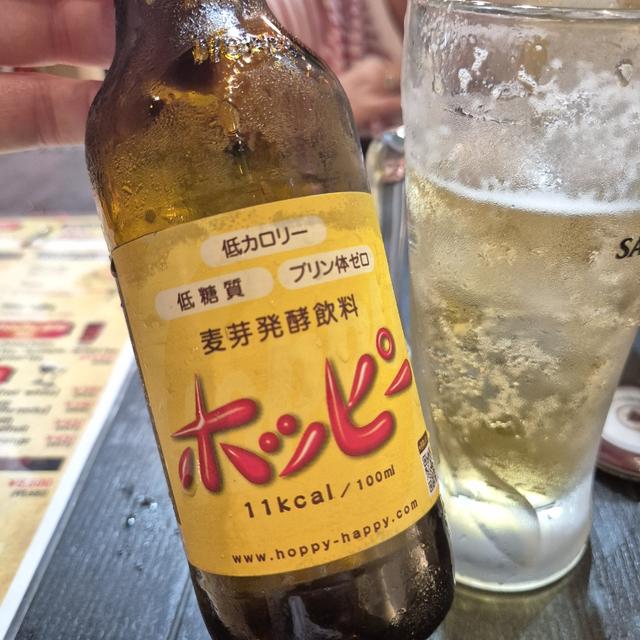 低カロリー
低糖質
プリン体ゼロ
麦芽発酵飲料
ホッピー
11kcal/100ml
www.hoppy-happy.com
SA